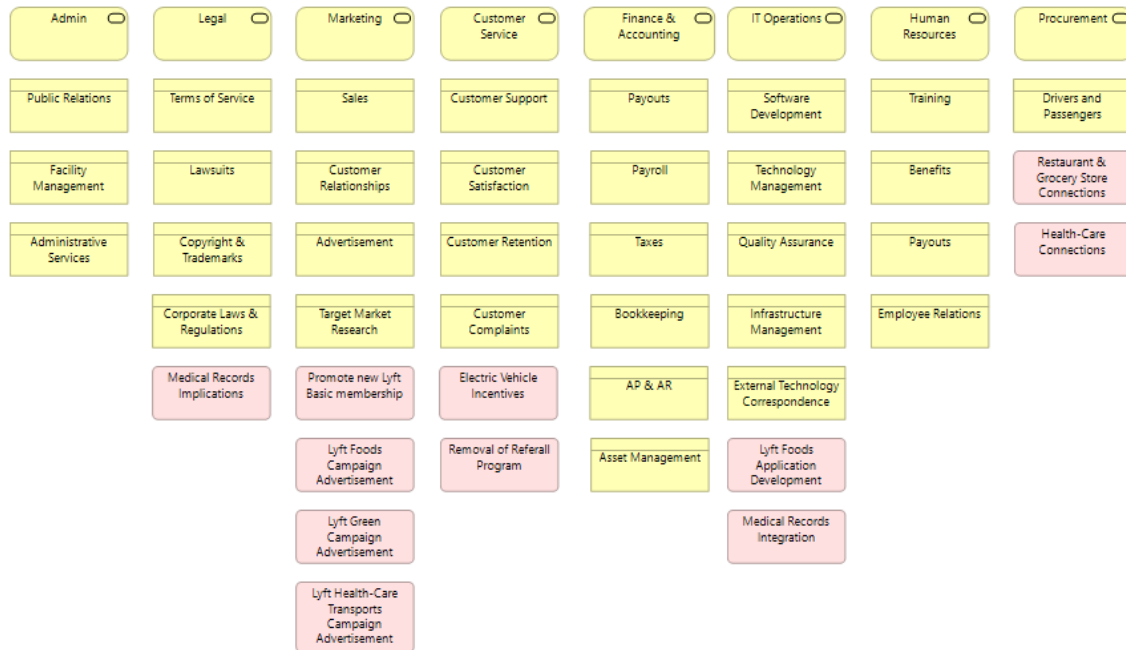 Admin
Legal
Marketing
Customer
Service
Finance &
Accounting
IT Operations
Human
Resources
Procurement
Public Relations
Terms of Service
Sales
Customer Support
Payouts
Software
Development
Training
Drivers and
Passengers
Facility
Management
Lawsuits
Customer
Relationships
Customer
Satisfaction
Payroll
Technology
Management
Benefits
Restaurant &
Grocery Store
Connections
Administrative
Services
Copyright &
Trademarks
Advertisement
Customer Retention
Taxes
Quality Assurance
Payouts
Health-Care
Connections
Corporate Laws &
Regulations
Target Market
Research
Customer
Complaints
Bookkeeping
Infrastructure
Management
Employee Relations
Medical Records
Implications
Promote new Lyft
Basic membership
Electric Vehicle
Incentives
AP & AR
External Technology
Correspondence
Lyft Foods
Campaign
Advertisement
Removal of Referall
Program
Asset Management
Lyft Foods
Application
Development
Lyft Green
Campaign
Advertisement
Medical Records
Integration
Lyft Health-Care
Transports
Campaign
Advertisement